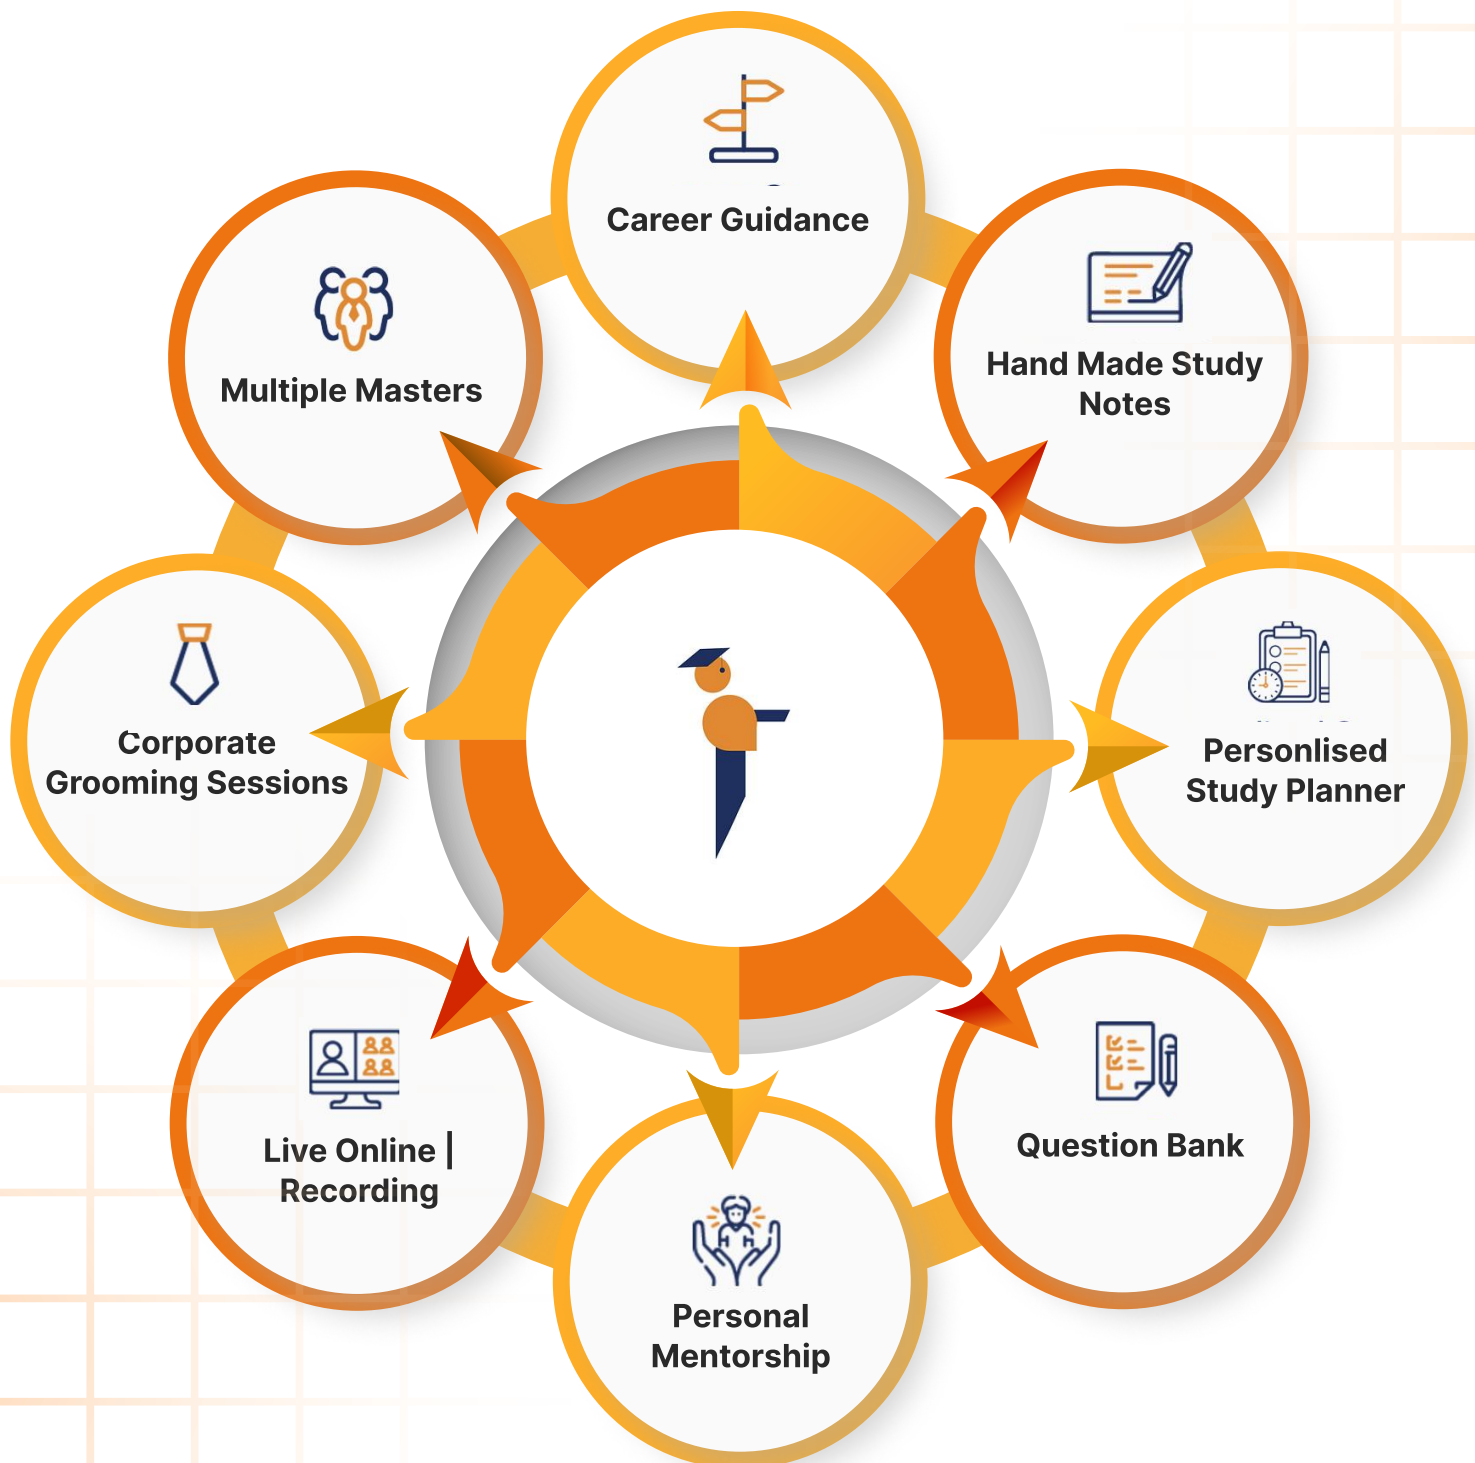 Career Guidance
Hand Made Study
Notes
Personlised
Study Planner
Question Bank
Personal
Mentorship
Live Online |
Recording
Corporate
Grooming Sessions
Multiple Masters